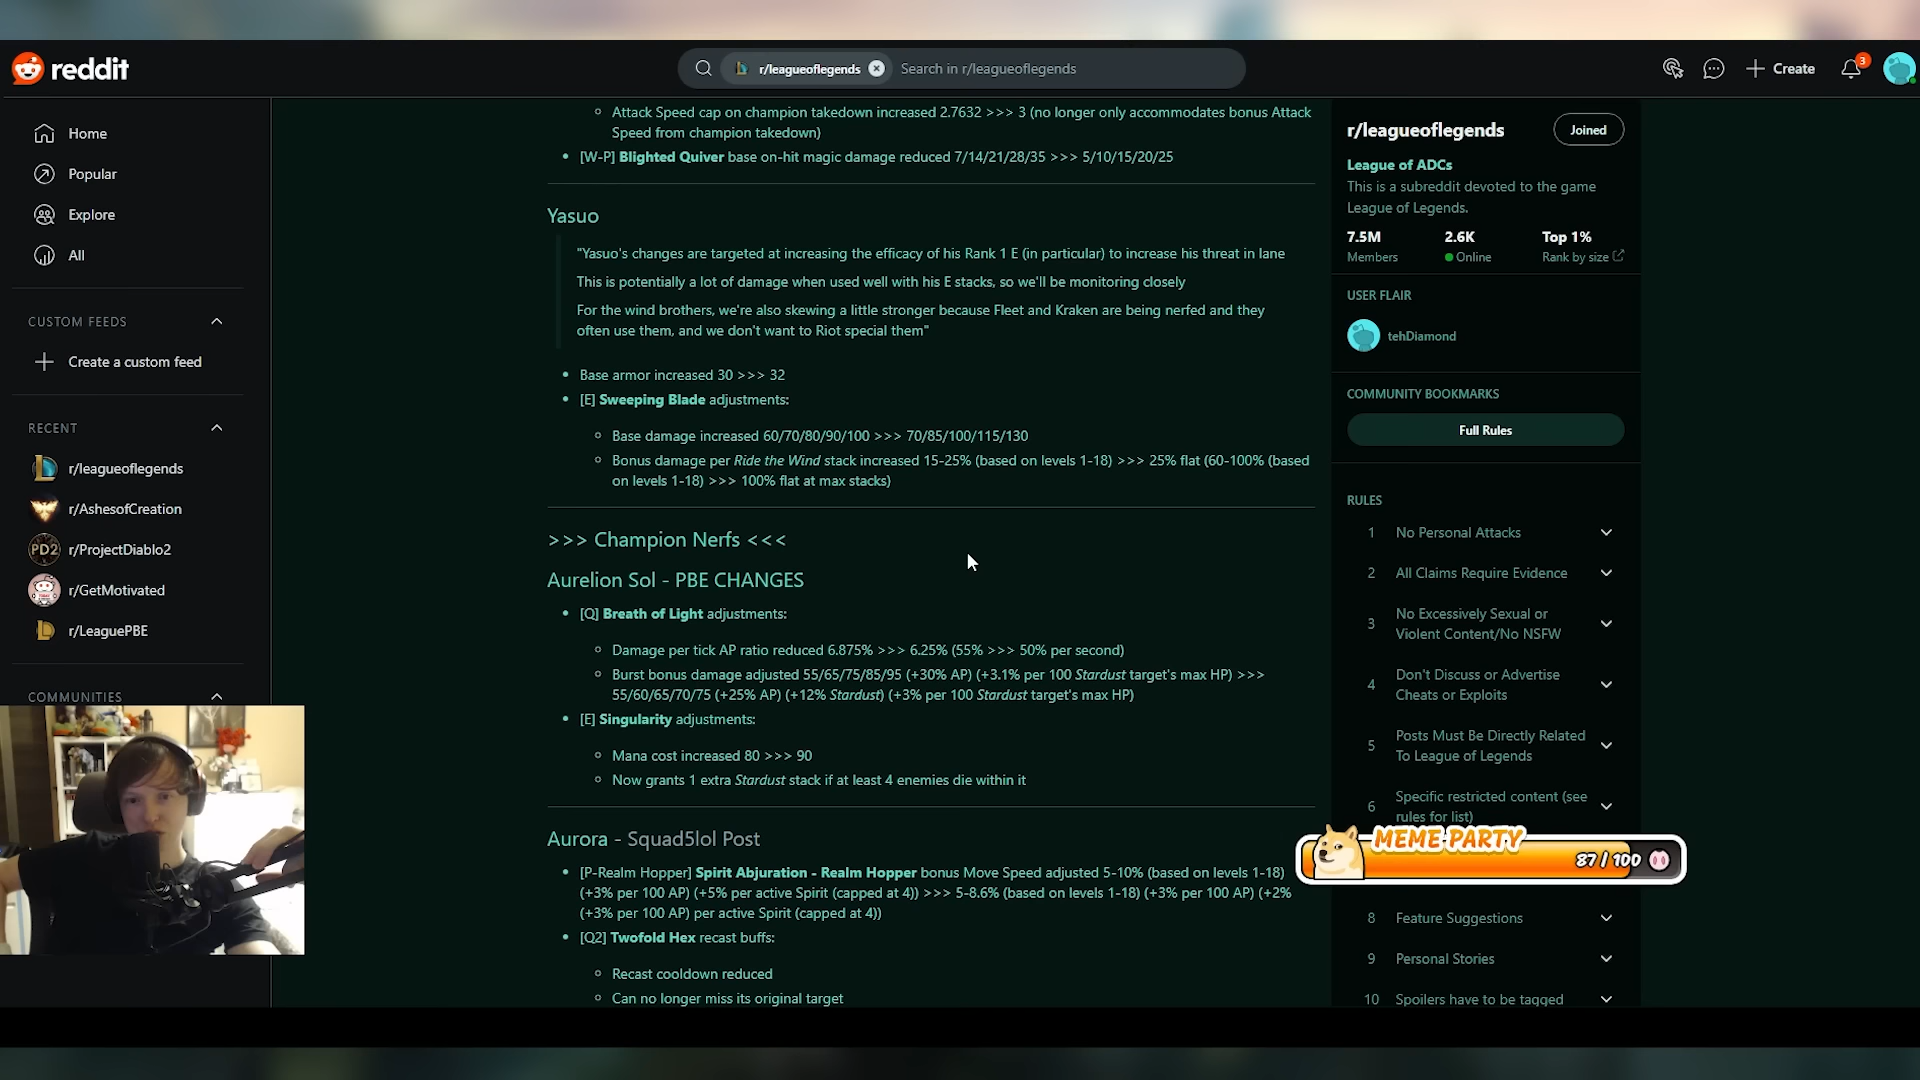 reddit
r/leagueoflegends
Search in r/leagueoflegends
Create
3
Home
Popular
Explore
All
CUSTOM FEEDS
Create a custom feed
RECENT
r/leagueoflegends
r/AshesofCreation
PD2 r/ProjectDiablo2
r/GetMotivated
r/LeaguePBE
COMMUNITIES
Attack Speed cap on champion takedown increased 2.7632 >>> 3 (no longer only accommodates bonus Attack
Speed from champion takedown)
[W-P] Blighted Quiver base on-hit magic damage reduced 7/14/21/28/35 >>> 5/10/15/20/25
Yasuo
"Yasuo's changes are targeted at increasing the efficacy of his Rank 1 E (in particular) to increase his threat in lane
This is potentially a lot of damage when used well with his E stacks, so we'll be monitoring closely
For the wind brothers, we're also skewing a little stronger because Fleet and Kraken are being nerfed and they
often use them, and we don't want to Riot special them"
Base armor increased 30 >>> 32
[E] Sweeping Blade adjustments:
Base damage increased 60/70/80/90/100 >>> 70/85/100/115/130
Bonus damage per Ride the Wind stack increased 15-25% (based on levels 1-18) >>> 25% flat (60-100% (based
on levels 1-18) >>> 100% flat at max stacks)
>>> Champion Nerfs <<<
Aurelion Sol - PBE CHANGES
[Q] Breath of Light adjustments:
Damage per tick AP ratio reduced 6.875% >>> 6.25% (55% >>> 50% per second)
Burst bonus damage adjusted 55/65/75/85/95 (+30% AP) (+3.1% per 100 Stardust target's max HP) >>>
55/60/65/70/75 (+25% AP) (+12% Stardust) (+3% per 100 Stardust target's max HP)
[E] Singularity adjustments:
Mana cost increased 80 >>> 90
Now grants 1 extra Stardust stack if at least 4 enemies die within it
Aurora - Squad5lol Post
[P-Realm Hopper] Spirit Abjuration - Realm Hopper bonus Move Speed adjusted 5-10% (based on levels 1-18)
(+3% per 100 AP) (+5% per active Spirit (capped at 4)) >>> 5-8.6% (based on levels 1-18) (+3% per 100 AP) (+2%
(+3% per 100 AP) per active Spirit (capped at 4))
[Q2] Twofold Hex recast buffs:
Recast cooldown reduced
Can no longer miss its original target
r/leagueoflegends
Joined
League of ADCs
This is a subreddit devoted to the game
League of Legends.
7.5M 2.6K Top 1%
Members Online Rank by size
USER FLAIR
tehDiamond
COMMUNITY BOOKMARKS
Full Rules
RULES
1 No Personal Attacks
2 All Claims Require Evidence
3 No Excessively Sexual or
Violent Content/No NSFW
4 Don't Discuss or Advertise
Cheats or Exploits
5 Posts Must Be Directly Related
To League of Legends
6 Specific restricted content (see
rules for list)
MEME PARTY
87 / 100
8 Feature Suggestions
9 Personal Stories
10 Spoilers have to be tagged